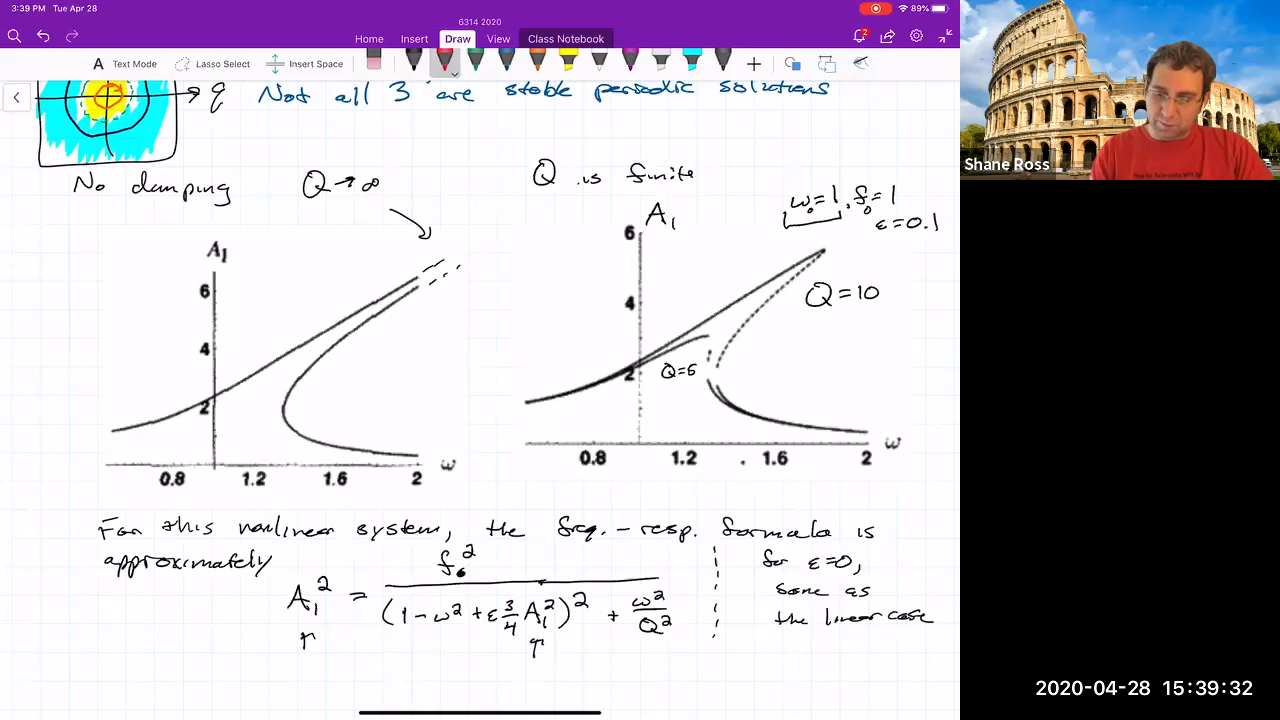 3:39 PM Tue Apr 28
89%
6314 2020
Home Insert Draw View Class Notebook
2
A Text Mode Lasso Select Insert Space
q Not all 3 are stable periodic solutions
Shane Ross
No damping Q → ∞
Q is finite
ω₀=1, f₀=1
ε=0.1
A₁
6
4
2
0.8 1.2 1.6 2
ω
A₁
6
4
2
Q=10
Q=5
0.8 1.2 1.6 2
ω
For this nonlinear system, the freq.-resp. formula is
approximately
A₁² = f₀² / ((1-ω²+ε 3/4 A₁²)² + ω²/Q²)
for ε=0,
same as
the linear case
2020-04-28 15:39:32